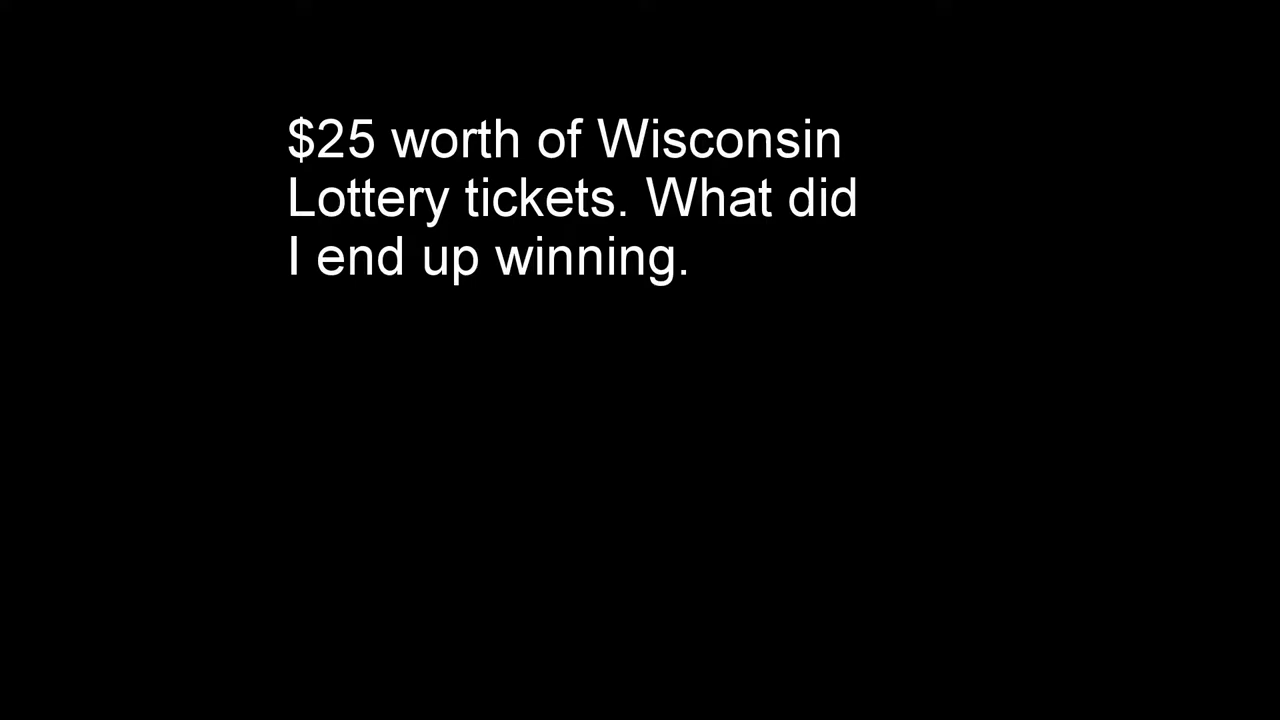 $25 worth of Wisconsin
Lottery tickets. What did
I end up winning.